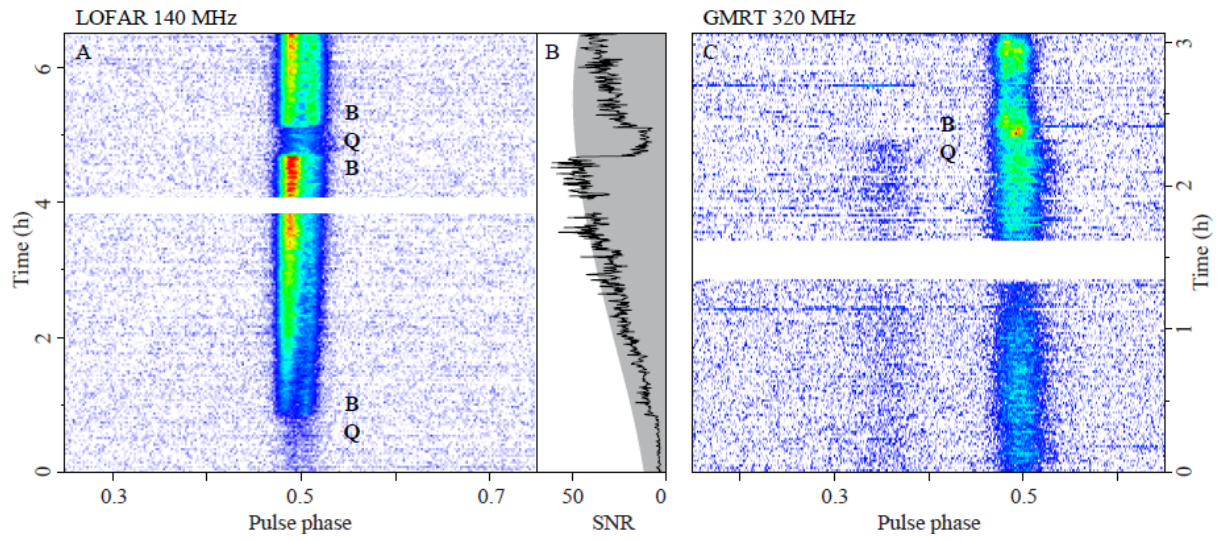 LOFAR 140 MHz
GMRT 320 MHz
A
B
C
6
4
2
0
Time (h)
B
Q
B
B
Q
0.3
0.5
0.7
Pulse phase
50
0
SNR
B
Q
0.3
0.5
Pulse phase
3
2
1
0
Time (h)